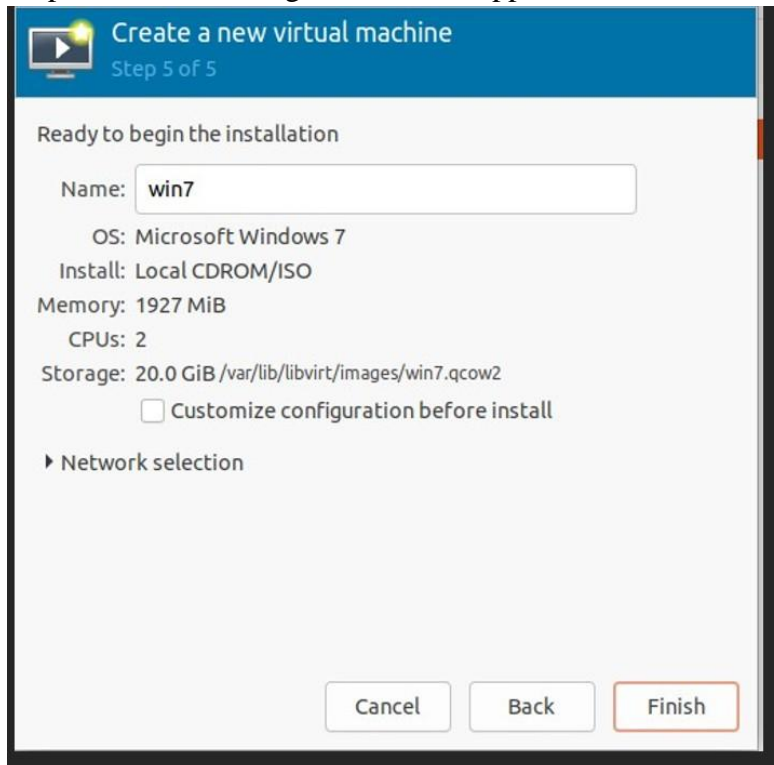 Create a new virtual machine
Step 5 of 5
Ready to begin the installation
Name: win7
OS: Microsoft Windows 7
Install: Local CDROM/ISO
Memory: 1927 MiB
CPUs: 2
Storage: 20.0 GiB /var/lib/libvirt/images/win7.qcow2
Customize configuration before install
Network selection
Cancel Back Finish